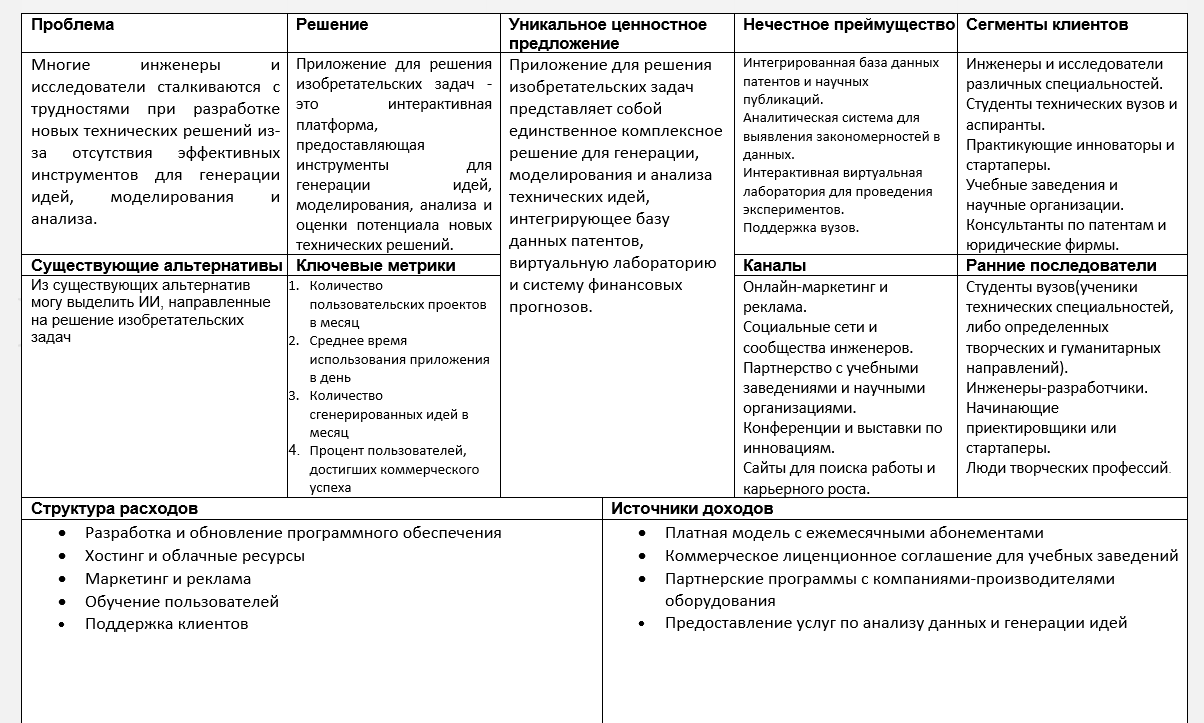 Проблема
Многие инженеры и
исследователи сталкиваются с
трудностями при разработке
новых технических решений из-
за отсутствия эффективных
инструментов для генерации
идей, моделирования и
анализа.
Решение
Приложение для решения
изобретательских задач -
это интерактивная
платформа,
предоставляющая
инструменты для
генерации идей,
моделирования, анализа и
оценки потенциала новых
технических решений.
Уникальное ценностное
предложение
Приложение для решения
изобретательских задач
представляет собой
единственное комплексное
решение для генерации,
моделирования и анализа
технических идей,
интегрирующее базу
данных патентов,
виртуальную лабораторию
и систему финансовых
прогнозов.
Нечестное преимущество
Интегрированная база данных
патентов и научных
публикаций.
Аналитическая система для
выявления закономерностей в
данных.
Интерактивная виртуальная
лаборатория для проведения
экспериментов.
Поддержка вузов.
Сегменты клиентов
Инженеры и исследователи
различных специальностей.
Студенты технических вузов и
аспиранты.
Практикующие инноваторы и
стартаперы.
Учебные заведения и
научные организации.
Консультанты по патентам и
юридические фирмы.
Существующие альтернативы
Из существующих альтернатив
могу выделить ИИ, направленные
на решение изобретательских
задач
Ключевые метрики
1. Количество
пользовательских проектов
в месяц
2. Среднее время
использования приложения
в день
3. Количество
сгенерированных идей в
месяц
4. Процент пользователей,
достигших коммерческого
успеха
Каналы
Онлайн-маркетинг и
реклама.
Социальные сети и
сообщества инженеров.
Партнерство с учебными
заведениями и научными
организациями.
Конференции и выставки по
инновациям.
Сайты для поиска работы и
карьерного роста.
Ранние последователи
Студенты вузов(ученики
технических специальностей,
либо определенных
творческих и гуманитарных
направлений).
Инженеры-разработчики.
Начинающие
приектировщики или
стартаперы.
Люди творческих профессий.
Структура расходов
• Разработка и обновление программного обеспечения
• Хостинг и облачные ресурсы
• Маркетинг и реклама
• Обучение пользователей
• Поддержка клиентов
Источники доходов
• Платная модель с ежемесячными абонементами
• Коммерческое лиценционное соглашение для учебных заведений
• Партнерские программы с компаниями-производителями
оборудования
• Предоставление услуг по анализу данных и генерации идей